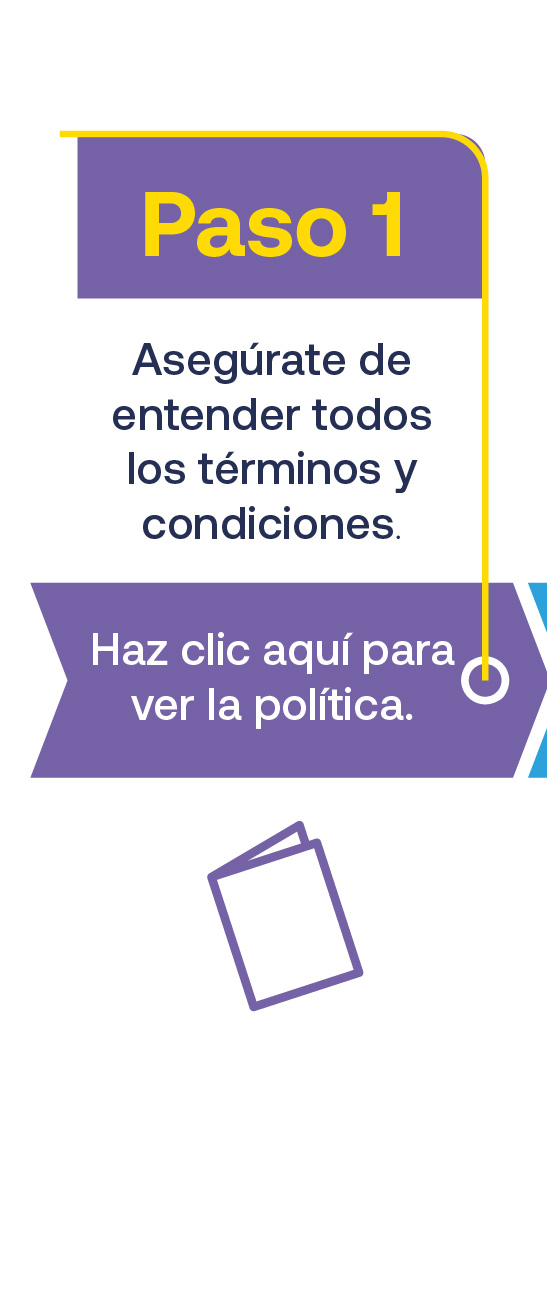 Paso 1
Asegúrate de
entender todos
los términos y
condiciones.
Haz clic aquí para
ver la política.